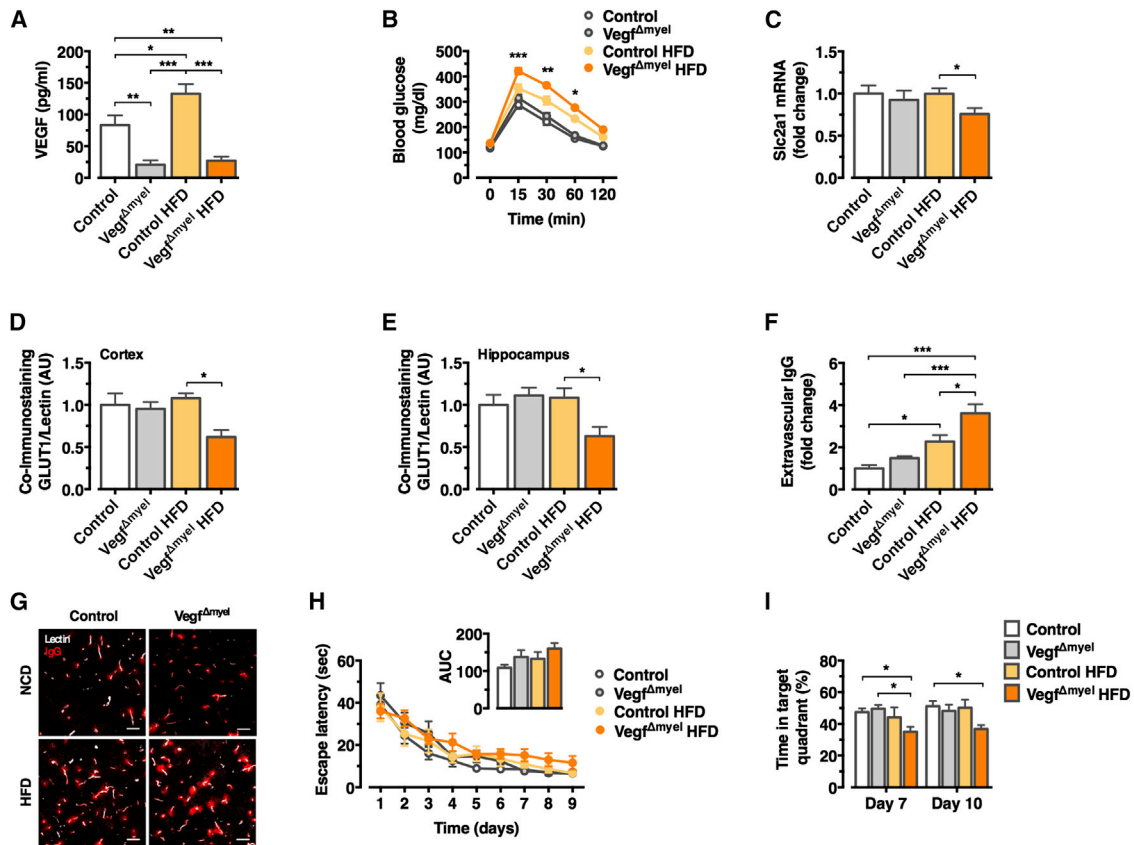 A
VEGF (pg/ml)
200
150
100
50
25
0
**
*
***
***
**
Control
Vegf^Δmyel
Control HFD
Vegf^Δmyel HFD
B
Blood glucose
(mg/dl)
500
400
300
200
100
0
***
**
*
0 15 30 60 120
Time (min)
Control
Vegf^Δmyel
Control HFD
Vegf^Δmyel HFD
C
Slc2a1 mRNA
(fold change)
1.5
1.0
0.5
0.0
*
Control
Vegf^Δmyel
Control HFD
Vegf^Δmyel HFD
D
Cortex
Co-Immunostaining
GLUT1/Lectin (AU)
1.5
1.0
0.5
0.0
*
Control
Vegf^Δmyel
Control HFD
Vegf^Δmyel HFD
E
Hippocampus
Co-Immunostaining
GLUT1/Lectin (AU)
1.5
1.0
0.5
0.0
*
Control
Vegf^Δmyel
Control HFD
Vegf^Δmyel HFD
F
Extravascular IgG
(fold change)
6
4
2
0
***
***
*
*
Control
Vegf^Δmyel
Control HFD
Vegf^Δmyel HFD
G
Control Vegf^Δmyel
Lectin
IgG
NCD
HFD
H
Escape latency (sec)
60
40
20
0
1 2 3 4 5 6 7 8 9
Time (days)
AUC
200
100
0
Control
Vegf^Δmyel
Control HFD
Vegf^Δmyel HFD
I
Time in target
quadrant (%)
80
60
40
20
0
*
*
*
Day 7 Day 10
Control
Vegf^Δmyel
Control HFD
Vegf^Δmyel HFD